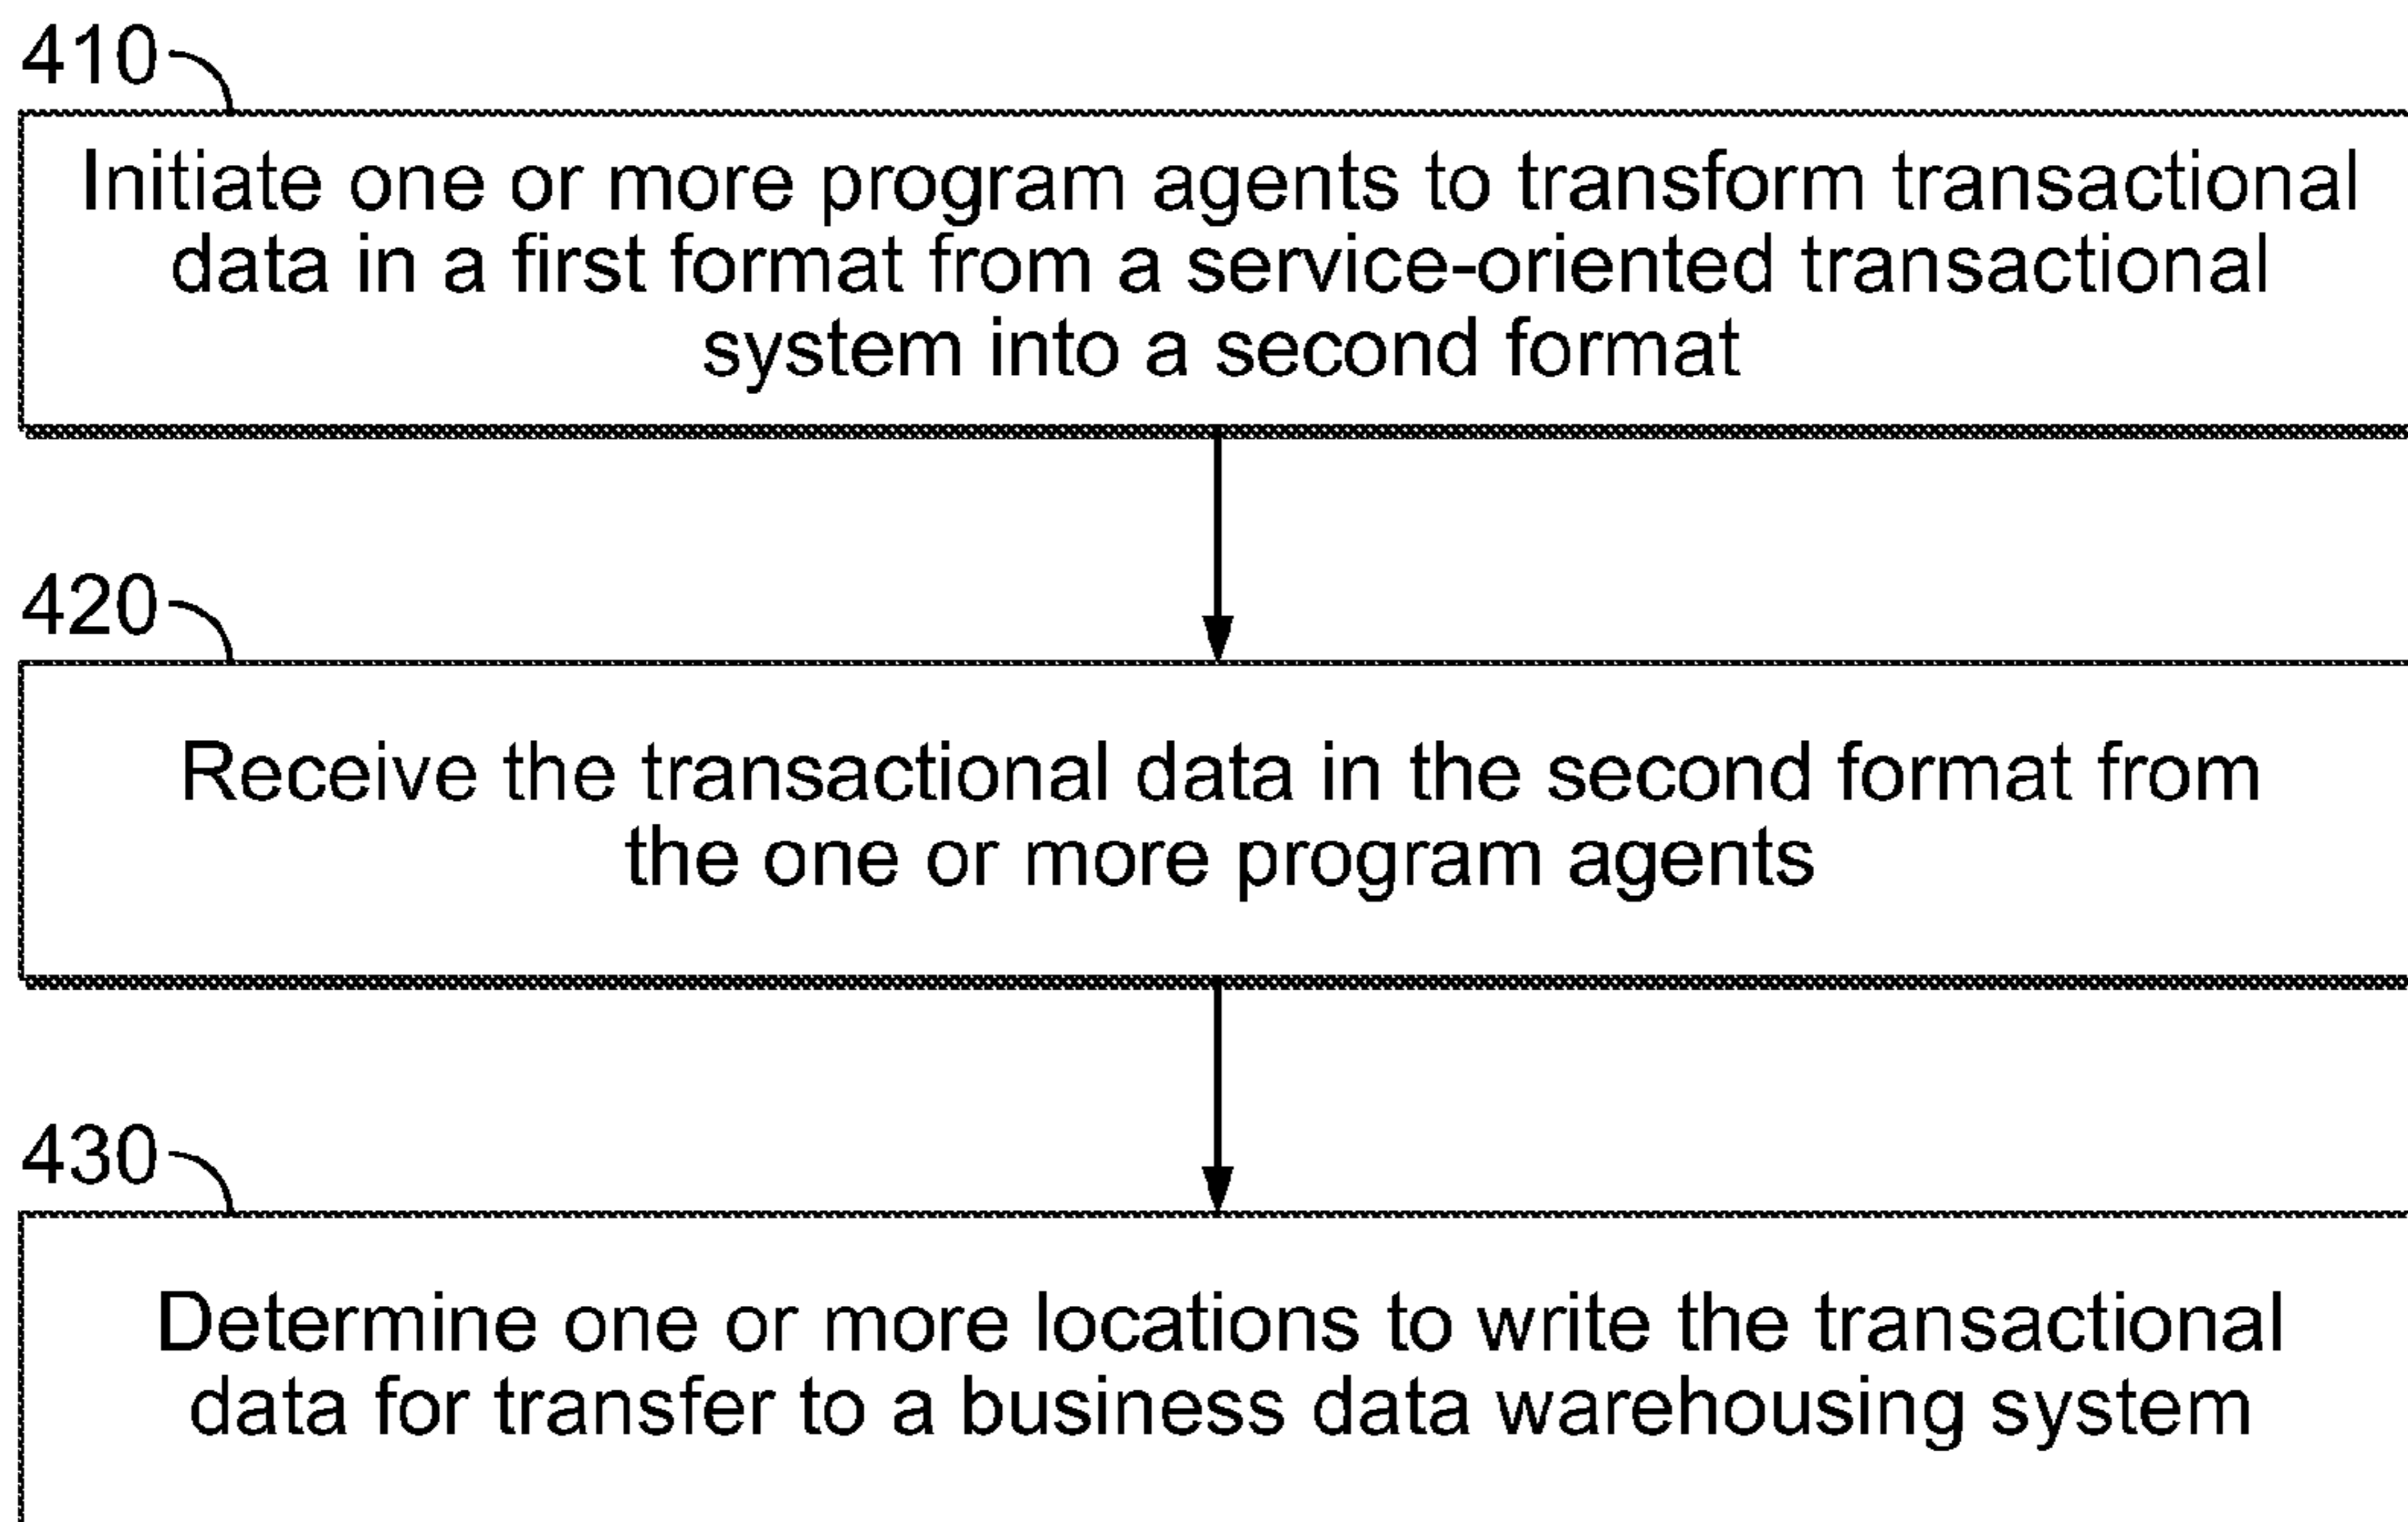 410
Initiate one or more program agents to transform transactional
data in a first format from a service-oriented transactional
system into a second format
420
Receive the transactional data in the second format from
the one or more program agents
430
Determine one or more locations to write the transactional
data for transfer to a business data warehousing system